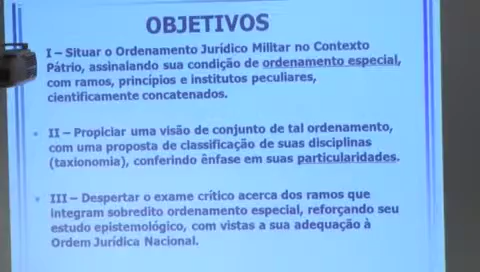 OBJETIVOS
I – Situar o Ordenamento Jurídico Militar no Contexto
Pátrio, assinalando sua condição de ordenamento especial,
com ramos, princípios e institutos peculiares,
cientificamente concatenados.
• II – Propiciar uma visão de conjunto de tal ordenamento,
com uma proposta de classificação de suas disciplinas
(taxionomia), conferindo ênfase em suas particularidades.
• III – Despertar o exame crítico acerca dos ramos que
integram sobredito ordenamento especial, reforçando seu
estudo epistemológico, com vistas a sua adequação à
Ordem Jurídica Nacional.